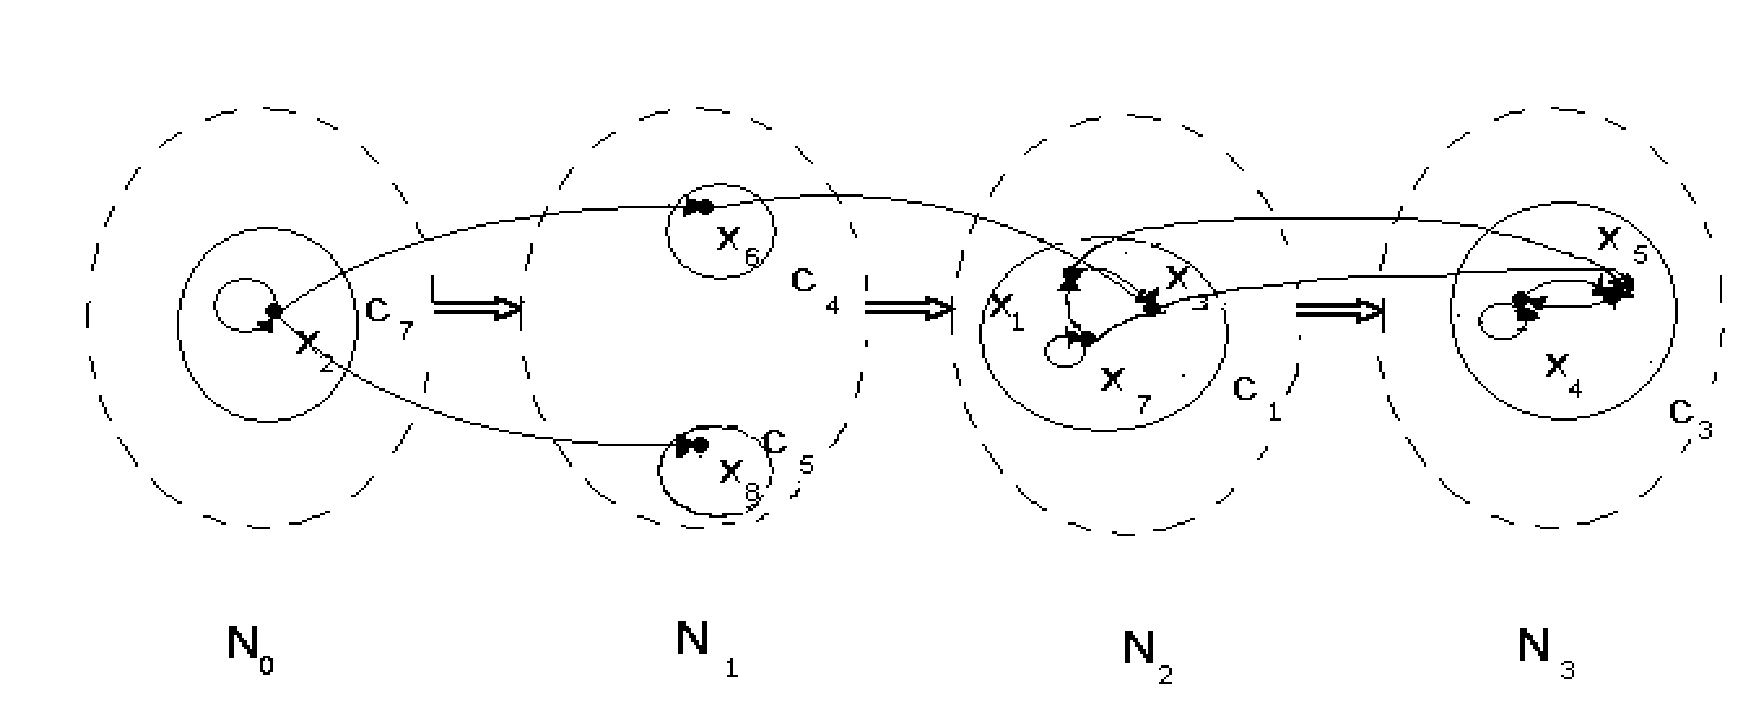 X₅
X₆
X₃
C₄
X₁
C₇
X₂
X₄
X₇
C₁
C₃
C₅
X₈
N₀
N₁
N₂
N₃